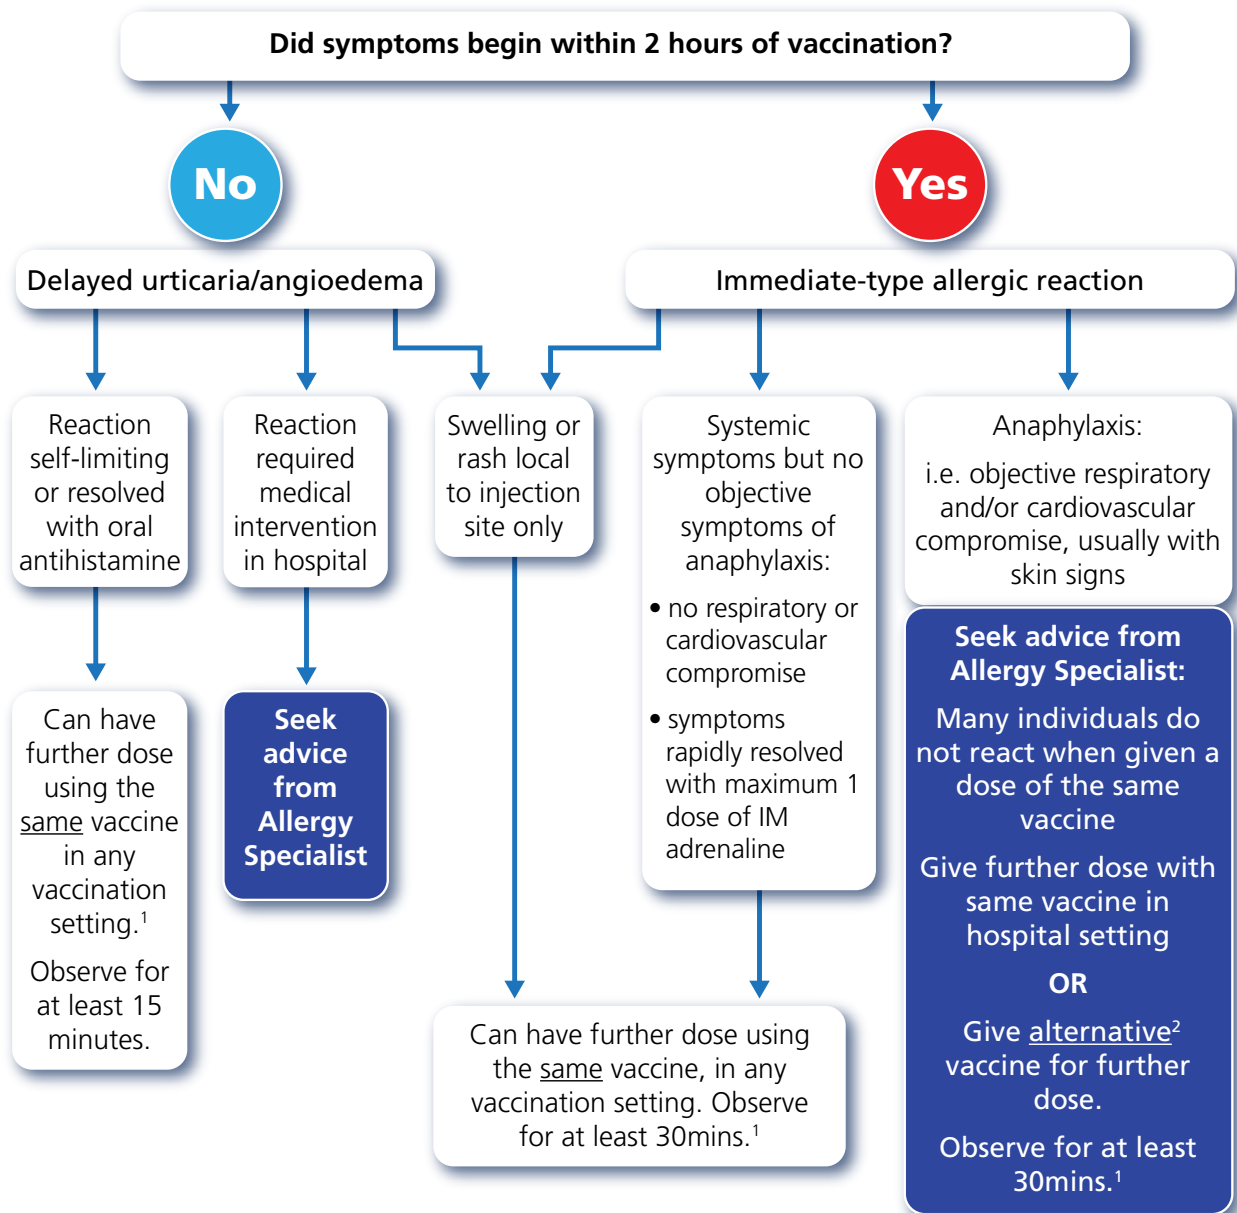 Did symptoms begin within 2 hours of vaccination?
No
Yes
Delayed urticaria/angioedema
Immediate-type allergic reaction
Reaction
self-limiting
or resolved
with oral
antihistamine
Reaction
required
medical
intervention
in hospital
Swelling or
rash local
to injection
site only
Systemic
symptoms but no
objective
symptoms of
anaphylaxis:
• no respiratory or
cardiovascular
compromise
• symptoms
rapidly resolved
with maximum 1
dose of IM
adrenaline
Anaphylaxis:
i.e. objective respiratory
and/or cardiovascular
compromise, usually with
skin signs
Can have
further dose
using the
same vaccine
in any
vaccination
setting.¹
Observe for
at least 15
minutes.
Seek
advice
from
Allergy
Specialist
Can have further dose using
the same vaccine, in any
vaccination setting. Observe
for at least 30mins.¹
Seek advice from
Allergy Specialist:
Many individuals do
not react when given a
dose of the same
vaccine
Give further dose with
same vaccine in
hospital setting
OR
Give alternative²
vaccine for further
dose.
Observe for at least
30mins.¹